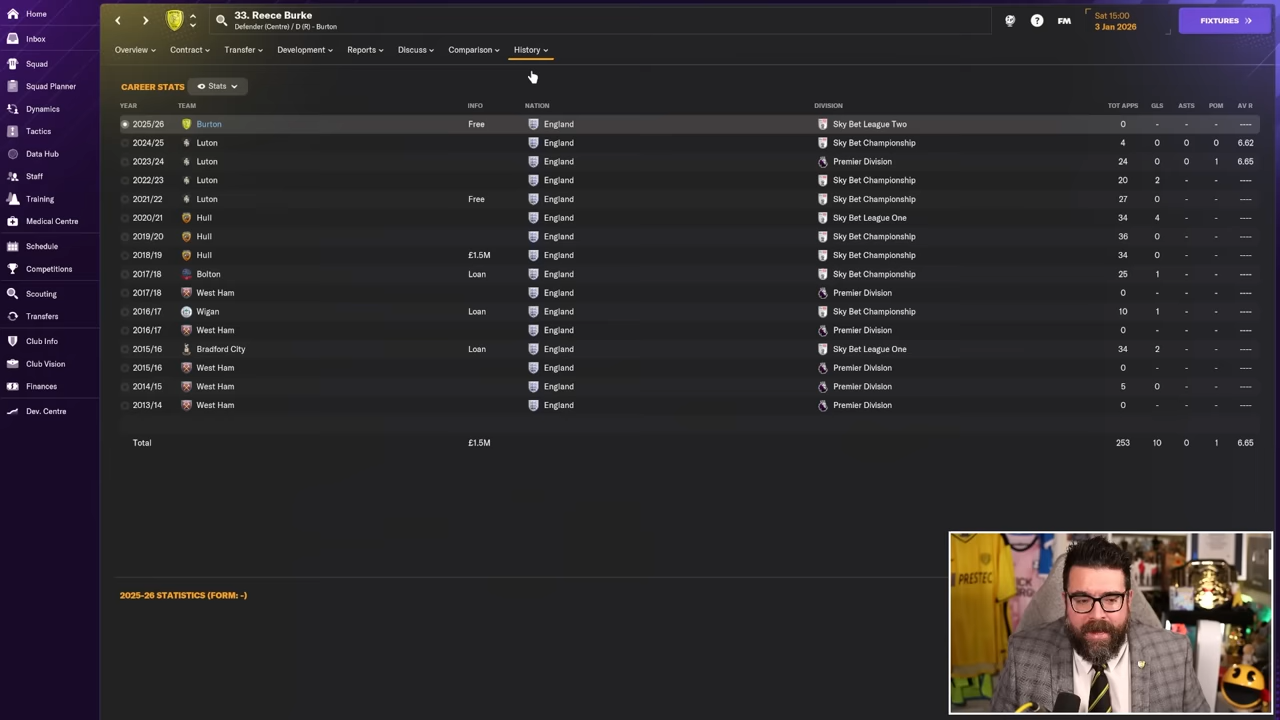 Home
Inbox
Squad
Squad Planner
Dynamics
Tactics
Data Hub
Staff
Training
Medical Centre
Schedule
Competitions
Scouting
Transfers
Club Info
Club Vision
Finances
Dev. Centre
33. Reece Burke
Defender (Centre) / D (R) - Burton
? FM
Sat 15:00
3 Jan 2026
FIXTURES
Overview Contract Transfer Development Reports Discuss Comparison History
CAREER STATS Stats
YEAR TEAM INFO NATION DIVISION TOT APPS GLS ASTS POM AV R
2025/26 Burton Free England Sky Bet League Two 0 - - - ----
2024/25 Luton England Sky Bet Championship 4 0 0 0 6.62
2023/24 Luton England Premier Division 24 0 0 1 6.65
2022/23 Luton England Sky Bet Championship 20 2 - - ----
2021/22 Luton Free England Sky Bet Championship 27 0 - - ----
2020/21 Hull England Sky Bet League One 34 4 - - ----
2019/20 Hull England Sky Bet Championship 36 0 - - ----
2018/19 Hull £1.5M England Sky Bet Championship 34 0 - - ----
2017/18 Bolton Loan England Sky Bet Championship 25 1 - - ----
2017/18 West Ham England Premier Division 0 - - - ----
2016/17 Wigan Loan England Sky Bet Championship 10 1 - - ----
2016/17 West Ham England Premier Division 0 - - - ----
2015/16 Bradford City Loan England Sky Bet League One 34 2 - - ----
2015/16 West Ham England Premier Division 0 - - - ----
2014/15 West Ham England Premier Division 5 0 - - ----
2013/14 West Ham England Premier Division 0 - - - ----
Total £1.5M 253 10 0 1 6.65
2025-26 STATISTICS (FORM: -)
PRESTEC